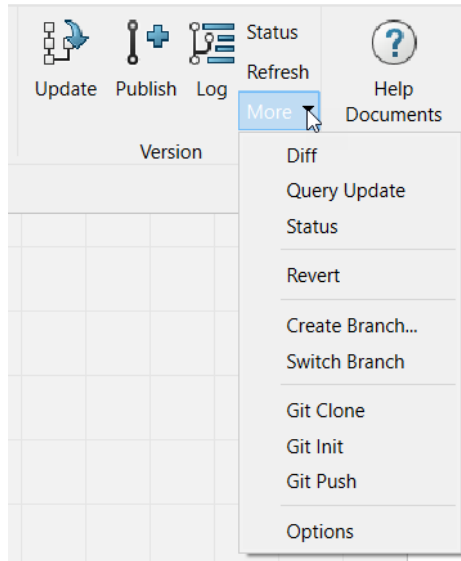 Update
Publish
Log
Status
Refresh
More
Help
Documents
Version
Diff
Query Update
Status
Revert
Create Branch...
Switch Branch
Git Clone
Git Init
Git Push
Options